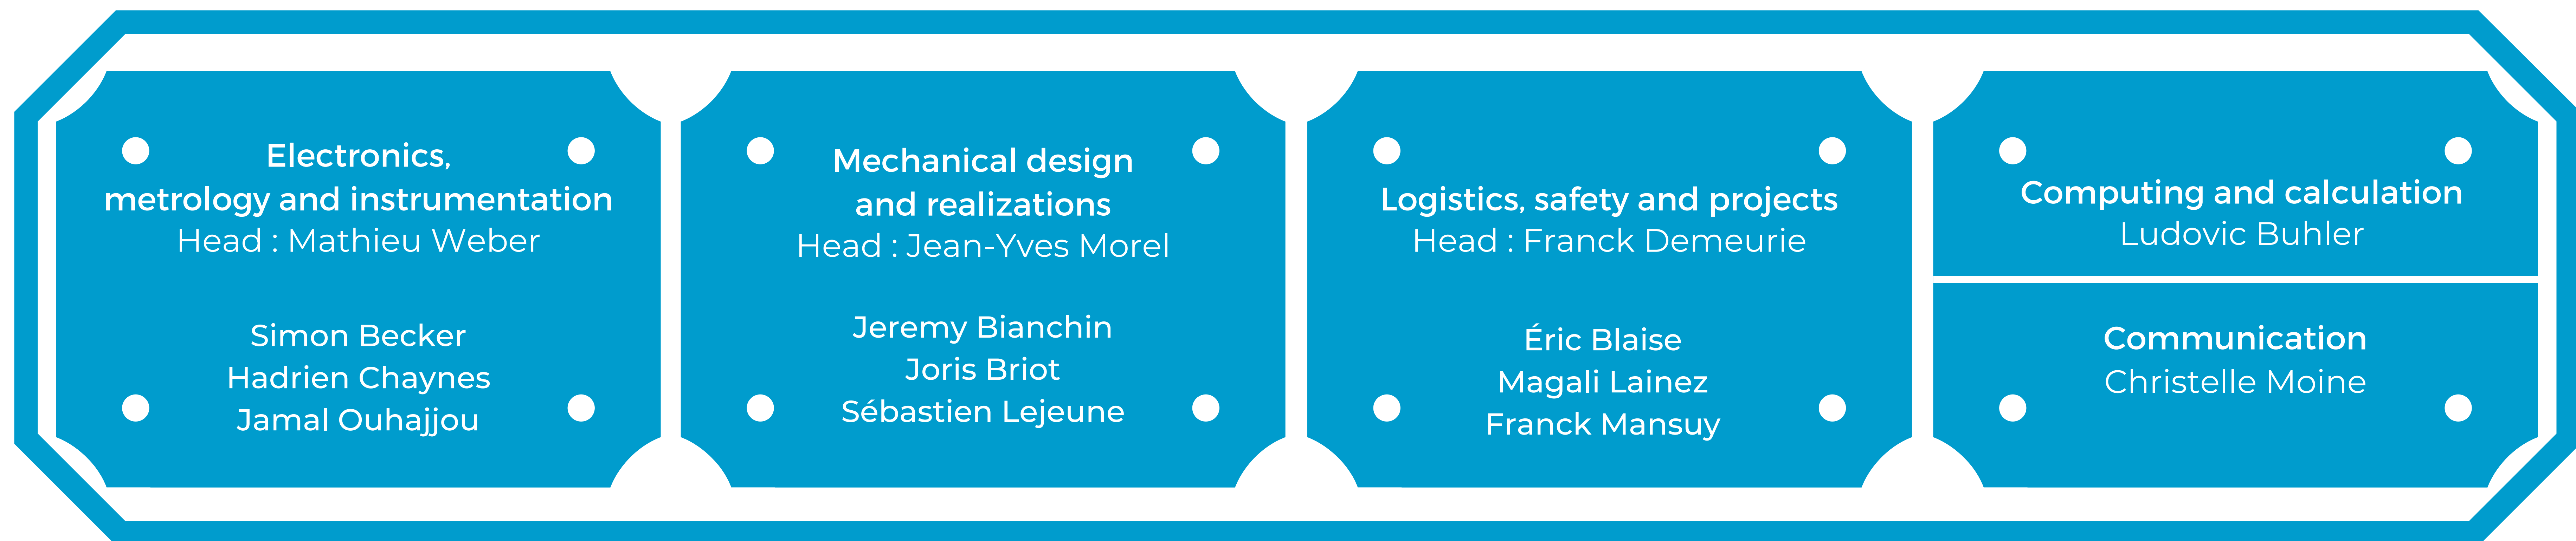 Electronics,
metrology and instrumentation
Head : Mathieu Weber
Simon Becker
Hadrien Chaynes
Jamal Ouhajjou
Mechanical design
and realizations
Head : Jean-Yves Morel
Jeremy Bianchin
Joris Briot
Sébastien Lejeune
Logistics, safety and projects
Head : Franck Demeurie
Éric Blaise
Magali Lainez
Franck Mansuy
Computing and calculation
Ludovic Buhler
Communication
Christelle Moine